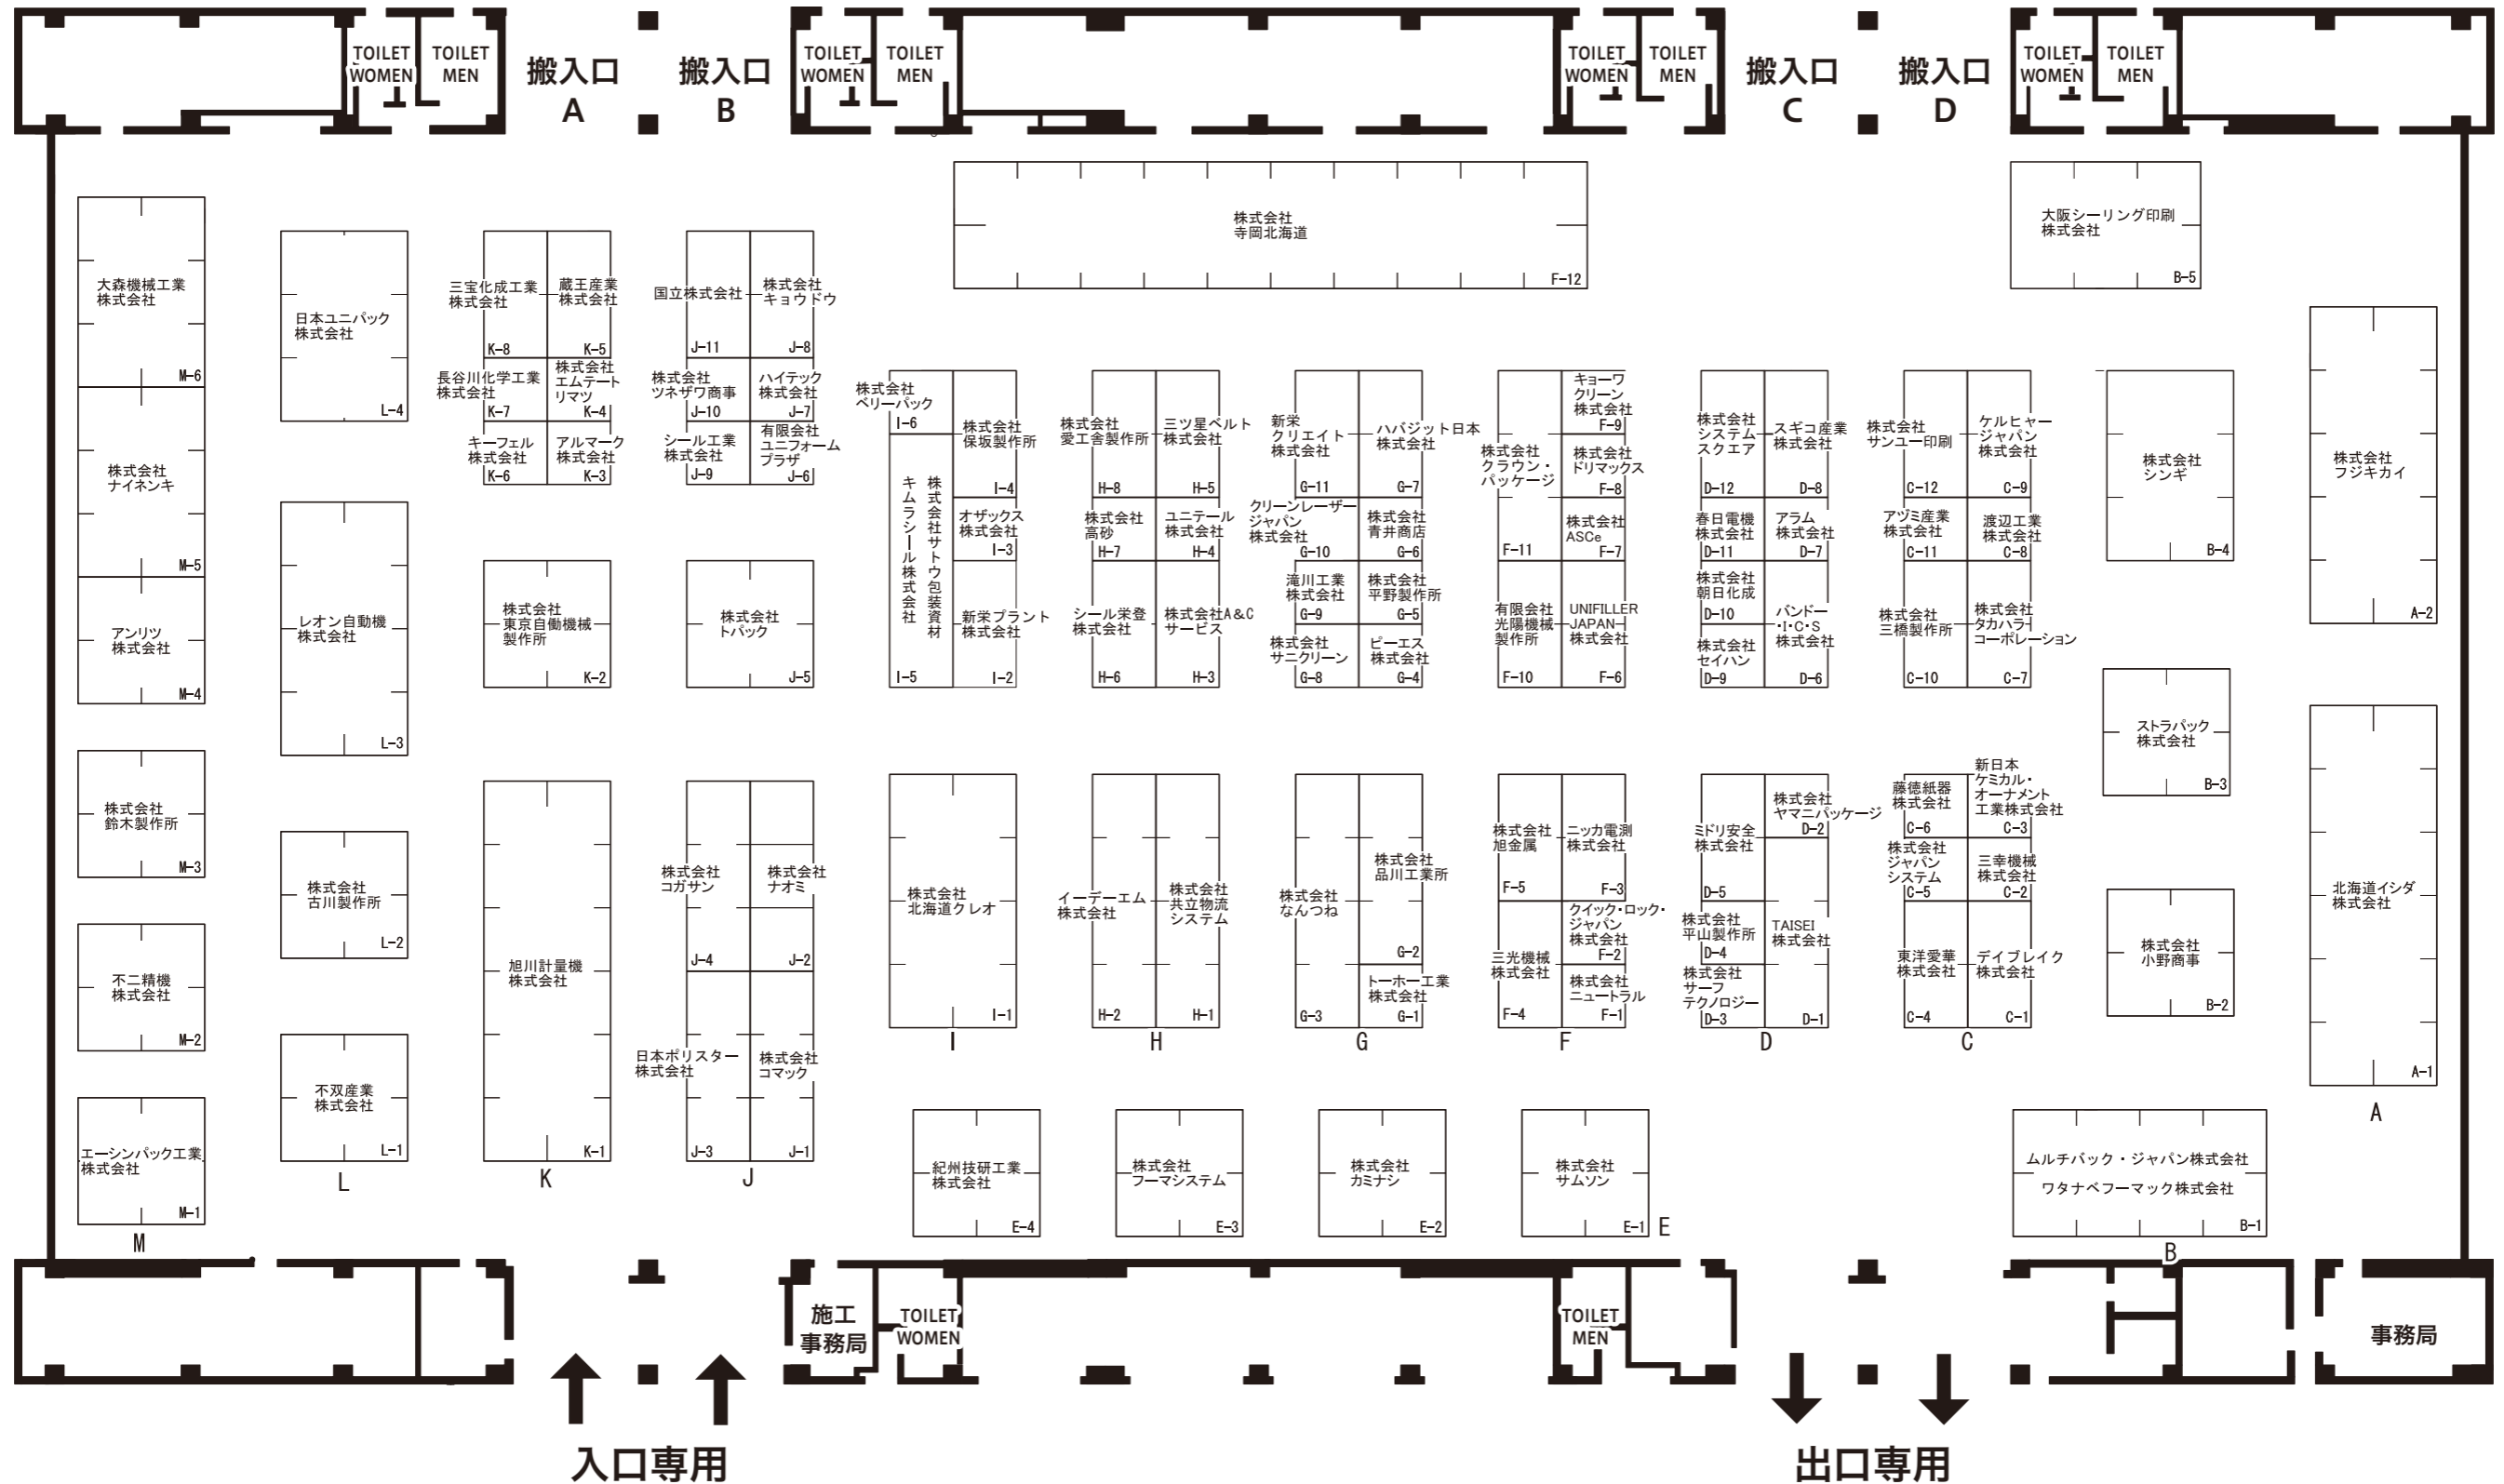 TOILET
WOMEN
TOILET
MEN
搬入口
A
搬入口
B
TOILET
WOMEN
TOILET
MEN
TOILET
WOMEN
TOILET
MEN
搬入口
C
搬入口
D
TOILET
WOMEN
TOILET
MEN
大森機械工業
株式会社
M-6
株式会社
ナイネンキ
M-5
アンリツ
株式会社
M-4
株式会社
鈴木製作所
M-3
不二精機
株式会社
M-2
エーシンパック工業
株式会社
M-1
M
日本ユニパック
株式会社
L-4
レオン自動機
株式会社
L-3
株式会社
古川製作所
L-2
不双産業
株式会社
L-1
L
三宝化成工業
株式会社
K-8
蔵王産業
株式会社
K-5
長谷川化学工業
株式会社
K-7
株式会社
エムテートリマツ
K-4
キーフェル
株式会社
K-6
アルマーク
株式会社
K-3
株式会社
東京自働機械
製作所
K-2
旭川計量機
株式会社
K-1
K
国立株式会社
J-11
株式会社
キョウドウ
J-8
株式会社
ツネザワ商事
J-10
ハイテック
株式会社
J-7
シール工業
株式会社
J-9
有限会社
ユニフォーム
プラザ
J-6
株式会社
トパック
J-5
株式会社
コガサン
J-4
株式会社
ナオミ
J-2
日本ポリスター
株式会社
J-3
株式会社
コマック
J-1
J
株式会社
寺岡北海道
F-12
株式会社
ベリーパック
I-6
株式会社
保坂製作所
I-4
株式会社サトウ包装資材
キムラシール株式会社
I-5
オザックス
株式会社
I-3
新栄プラント
株式会社
I-2
株式会社
北海道クレオ
I-1
I
株式会社
愛工舎製作所
H-8
三ツ星ベルト
株式会社
H-5
株式会社
高砂
H-7
ユニテール
株式会社
H-4
シール栄登
株式会社
H-6
株式会社A&C
サービス
H-3
イーデーエム
株式会社
H-2
株式会社
共立物流
システム
H-1
H
新栄
クリエイト
株式会社
G-11
ハバジット日本
株式会社
G-7
クリーンレーザー
ジャパン
株式会社
G-10
株式会社
青井商店
G-6
滝川工業
株式会社
G-9
株式会社
平野製作所
G-5
株式会社
サニクリーン
G-8
ピーエス
株式会社
G-4
株式会社
なんつね
G-3
株式会社
品川工業所
G-2
トーホー工業
株式会社
G-1
G
株式会社
クラウン・
パッケージ
F-11
キョーワ
クリーン
株式会社
F-9
株式会社
ドリマックス
F-8
株式会社
ASCe
F-7
有限会社
光陽機械
製作所
F-10
UNIFILLER
JAPAN
株式会社
F-6
株式会社
旭金属
F-5
ニッカ電測
株式会社
F-3
三光機械
株式会社
F-4
クイック・ロック・
ジャパン
株式会社
F-2
株式会社
ニュートラル
F-1
F
株式会社
システム
スクエア
D-12
スギコ産業
株式会社
D-8
春日電機
株式会社
D-11
アラム
株式会社
D-7
株式会社
朝日化成
D-10
株式会社
セイハン
D-9
バンドー
・I・C・S
株式会社
D-6
ミドリ安全
株式会社
D-5
株式会社
ヤマニパッケージ
D-2
株式会社
平山製作所
D-4
TAISEI
株式会社
D-1
株式会社
サーフ
テクノロジー
D-3
D
株式会社
サンユー印刷
C-12
ケルヒャー
ジャパン
株式会社
C-9
アヅミ産業
株式会社
C-11
渡辺工業
株式会社
C-8
株式会社
三橋製作所
C-10
株式会社
タカハラ
コーポレーション
C-7
藤徳紙器
株式会社
C-6
新日本
ケミカル・
オーナメント
工業株式会社
C-3
株式会社
ジャパン
システム
C-5
三幸機械
株式会社
C-2
東洋愛華
株式会社
C-4
デイブレイク
株式会社
C-1
C
大阪シーリング印刷
株式会社
B-5
株式会社
シンギ
B-4
ストラパック
株式会社
B-3
株式会社
小野商事
B-2
ムルチバック・ジャパン株式会社
ワタナベフーマック株式会社
B-1
B
株式会社
フジキカイ
A-2
北海道イシダ
株式会社
A-1
A
紀州技研工業
株式会社
E-4
株式会社
フーマシステム
E-3
株式会社
カミナシ
E-2
株式会社
サムソン
E-1
E
施工
事務局
TOILET
WOMEN
TOILET
MEN
事務局
入口専用
出口専用